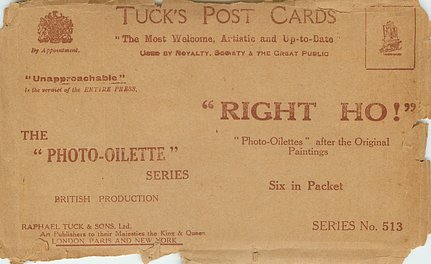 TUCK'S POST CARDS
By Appointment.
"The Most Welcome, Artistic and Up-to-Date"
USED BY ROYALTY, SOCIETY & THE GREAT PUBLIC
"Unapproachable"
Is the verdict of the ENTIRE PRESS.
"RIGHT HO!"
"Photo-Oilettes" after the Original
Paintings
THE
"PHOTO-OILETTE"
SERIES
Six in Packet
BRITISH PRODUCTION
RAPHAEL TUCK & SONS, Ltd.
Art Publishers to their Majesties the King & Queen
LONDON, PARIS AND NEW YORK
SERIES No. 513